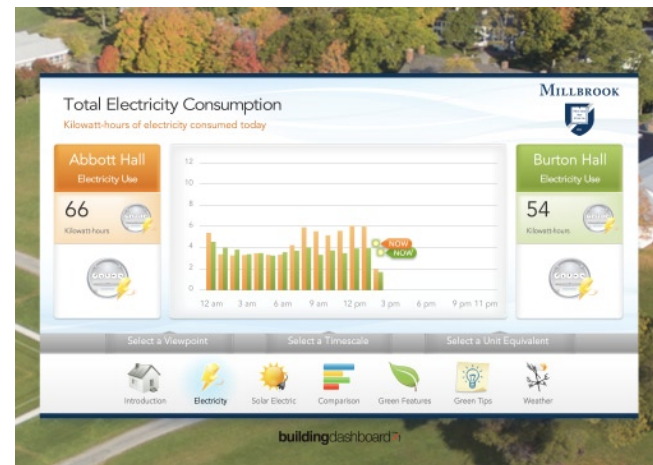 MILLBROOK
Total Electricity Consumption
Kilowatt-hours of electricity consumed today
Abbott Hall
Electricity Use
66
Kilowatt-hours
12
10
8
6
4
2
0
NOW
NOW
12 am 3 am 6 am 9 am 12 pm 3 pm 6 pm 9 pm 11 pm
Burton Hall
Electricity Use
54
Kilowatt-hours
Select a Viewpoint Select a Timescale Select a Unit Equivalent
Introduction Electricity Solar Electric Comparison Green Features Green Tips Weather
buildingdashboard